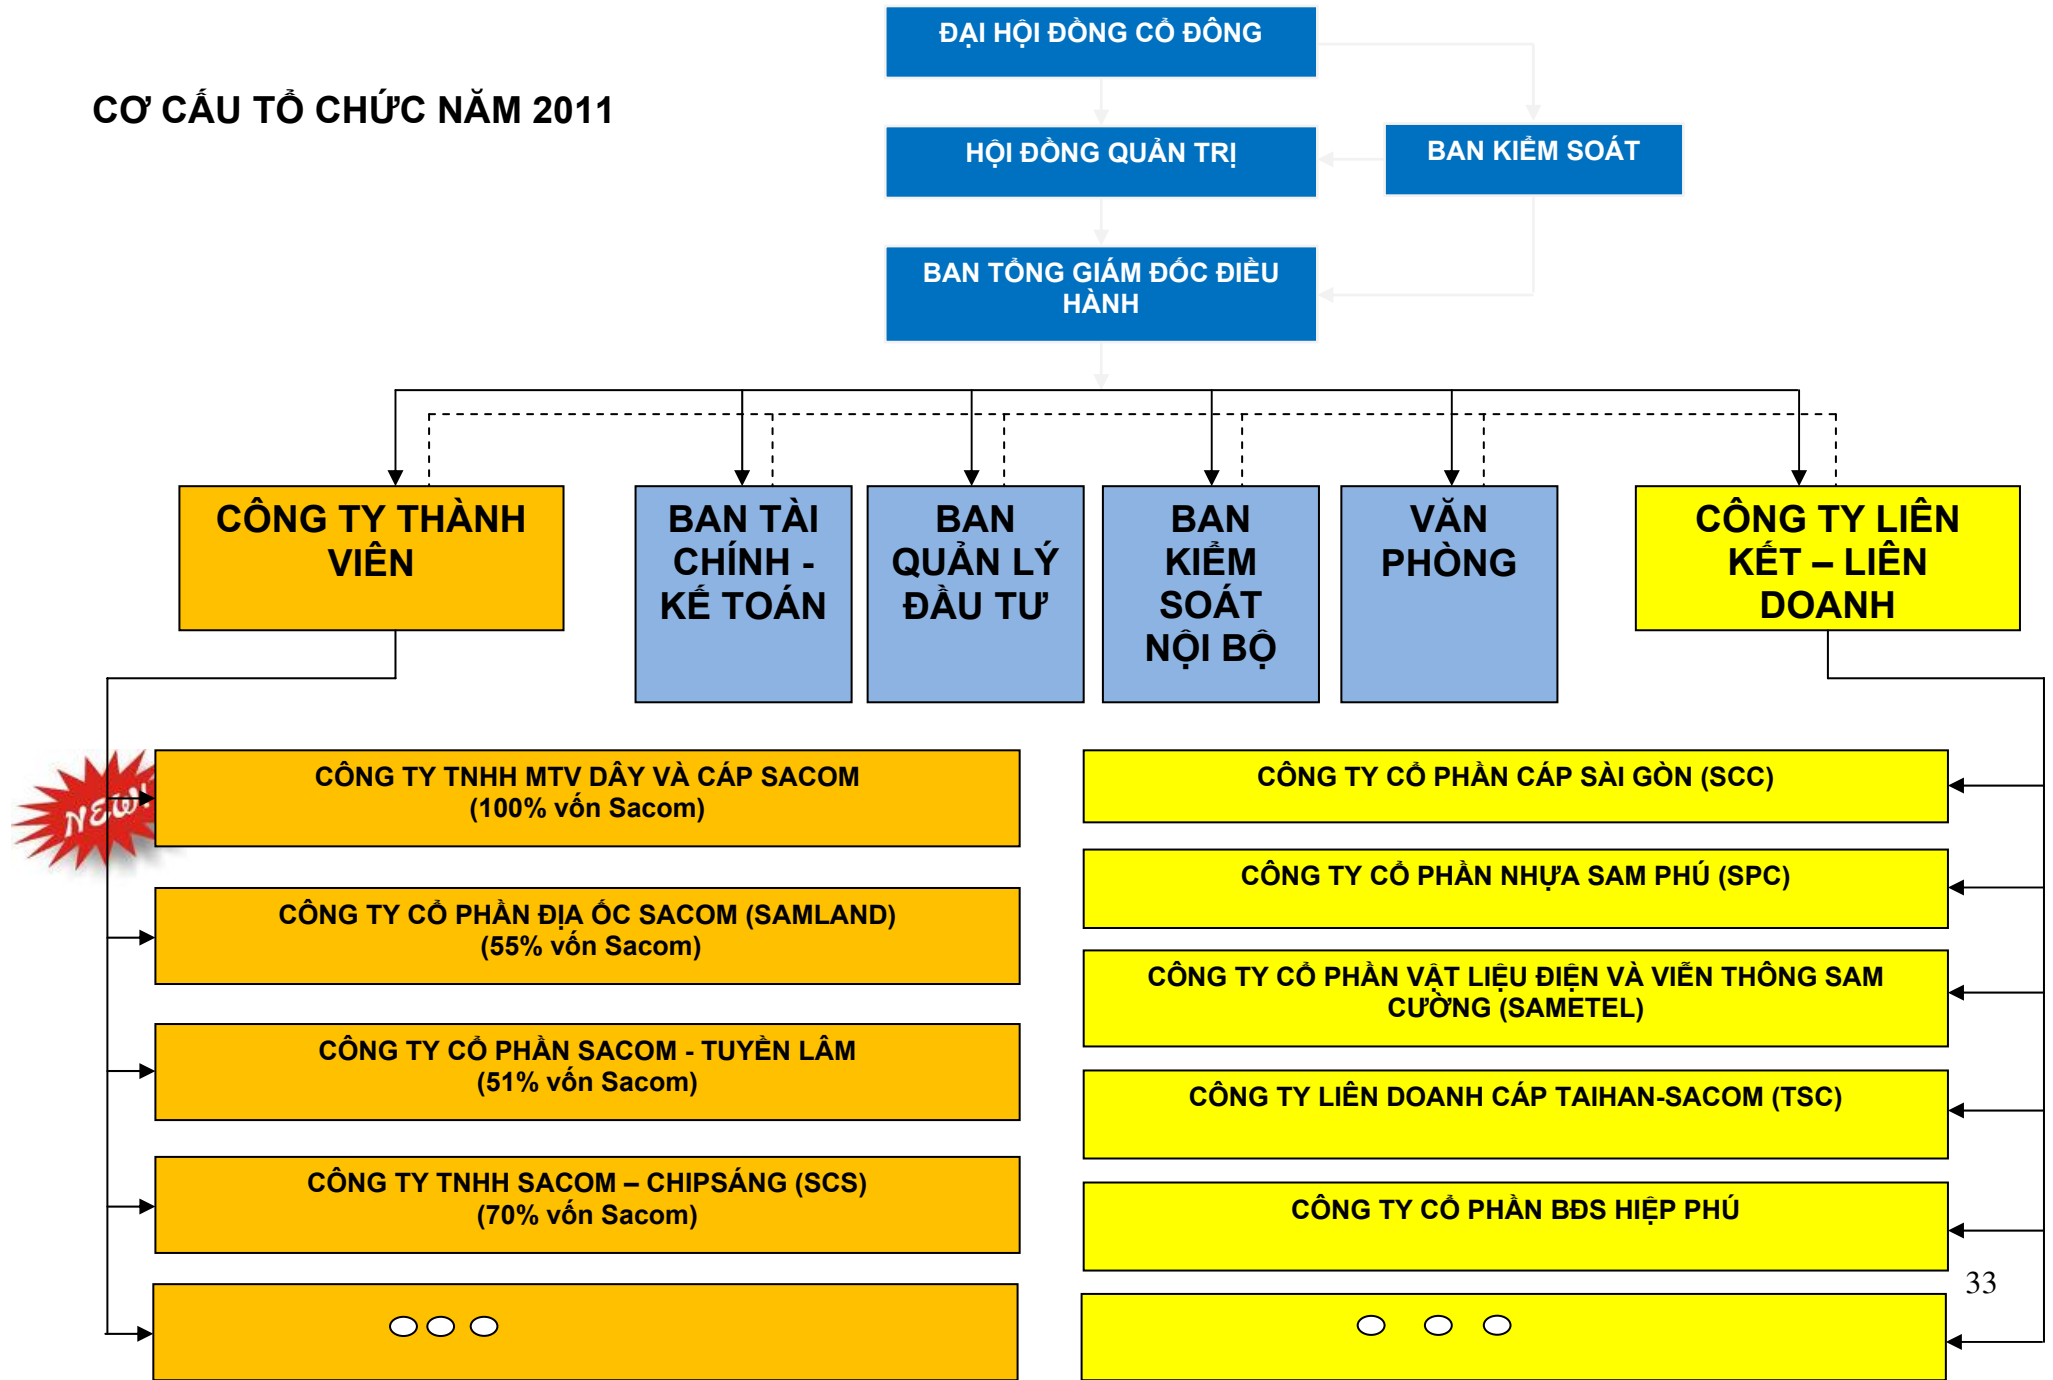 ĐẠI HỘI ĐỒNG CỔ ĐÔNG
CƠ CẤU TỔ CHỨC NĂM 2011
HỘI ĐỒNG QUẢN TRỊ
BAN KIỂM SOÁT
BAN TỔNG GIÁM ĐỐC ĐIỀU
HÀNH
CÔNG TY THÀNH
VIÊN
BAN TÀI
CHÍNH -
KẾ TOÁN
BAN
QUẢN LÝ
ĐẦU TƯ
BAN
KIỂM
SOÁT
NỘI BỘ
VĂN
PHÒNG
CÔNG TY LIÊN
KẾT – LIÊN
DOANH
NEW!
CÔNG TY TNHH MTV DÂY VÀ CÁP SACOM
(100% vốn Sacom)
CÔNG TY CỔ PHẦN ĐỊA ỐC SACOM (SAMLAND)
(55% vốn Sacom)
CÔNG TY CỔ PHẦN SACOM - TUYỀN LÂM
(51% vốn Sacom)
CÔNG TY TNHH SACOM – CHIPSÁNG (SCS)
(70% vốn Sacom)
CÔNG TY CỔ PHẦN CÁP SÀI GÒN (SCC)
CÔNG TY CỔ PHẦN NHỰA SAM PHÚ (SPC)
CÔNG TY CỔ PHẦN VẬT LIỆU ĐIỆN VÀ VIỄN THÔNG SAM
CƯỜNG (SAMETEL)
CÔNG TY LIÊN DOANH CÁP TAIHAN-SACOM (TSC)
CÔNG TY CỔ PHẦN BĐS HIỆP PHÚ
33